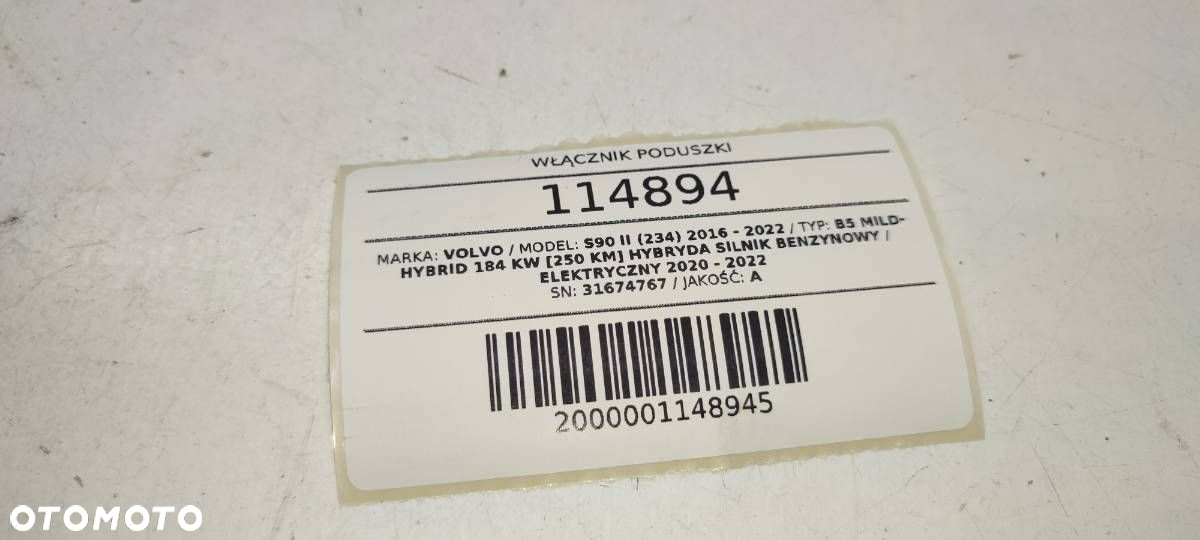 WŁĄCZNIK PODUSZKI
114894
MARKA: VOLVO / MODEL: S90 II (234) 2016 - 2022 / TYP: B5 MILD-
HYBRID 184 KW [250 KM] HYBRYDA SILNIK BENZYNOWY /
ELEKTRYCZNY 2020 - 2022
SN: 31674767 / JAKOŚĆ: A
2000001148945
OTOMOTO